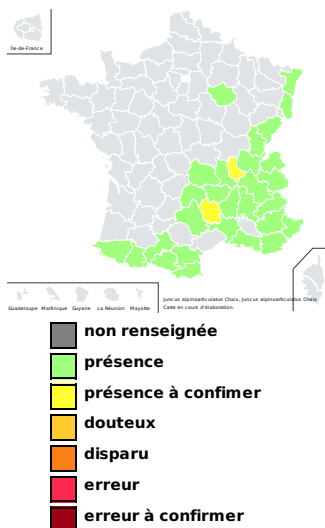 Île-de-France
Guadeloupe Martinique Guyane La Réunion Mayotte
Juncus alpinoarticulatus Chaix, Juncus alpinoarticulatus Chaix
Carte en cours d'élaboration.
non renseignée
présence
présence à confimer
douteux
disparu
erreur
erreur à confirmer